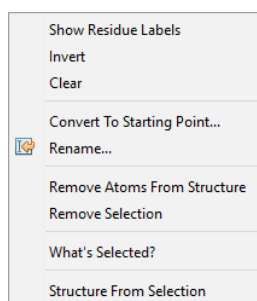 Show Residue Labels
Invert
Clear
Convert To Starting Point...
Rename...
Remove Atoms From Structure
Remove Selection
What's Selected?
Structure From Selection